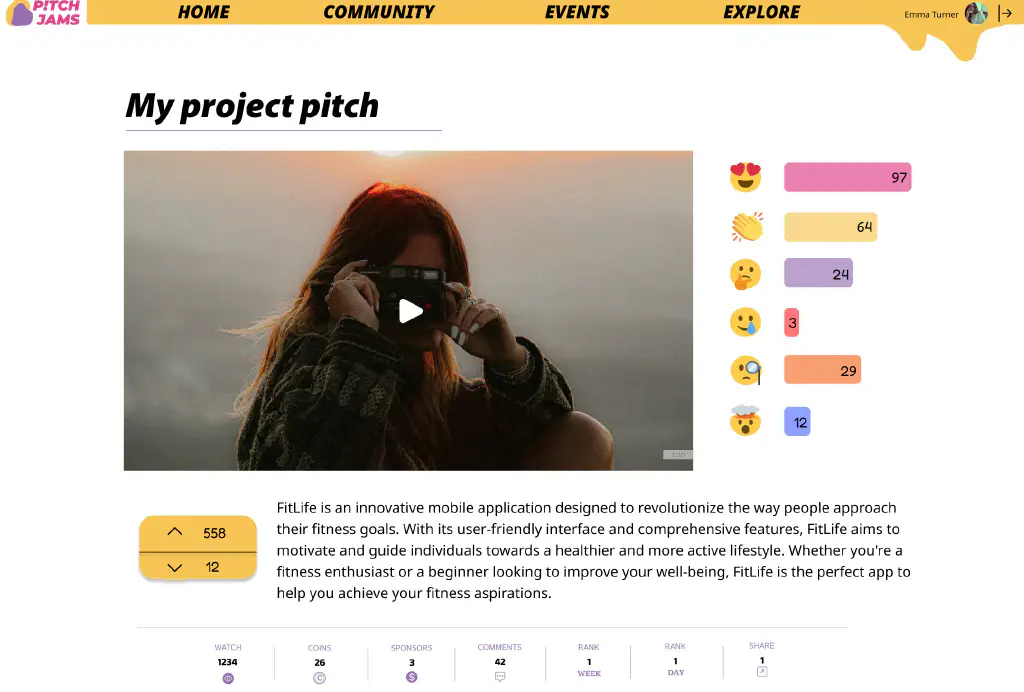 PITCH
JAMS
HOME
COMMUNITY
EVENTS
EXPLORE
Emma Turner
My project pitch
97
64
24
3
29
12
558
12
FitLife is an innovative mobile application designed to revolutionize the way people approach
their fitness goals. With its user-friendly interface and comprehensive features, FitLife aims to
motivate and guide individuals towards a healthier and more active lifestyle. Whether you're a
fitness enthusiast or a beginner looking to improve your well-being, FitLife is the perfect app to
help you achieve your fitness aspirations.
WATCH
1234
COINS
26
SPONSORS
3
COMMENTS
42
RANK
1
WEEK
RANK
1
DAY
SHARE
1